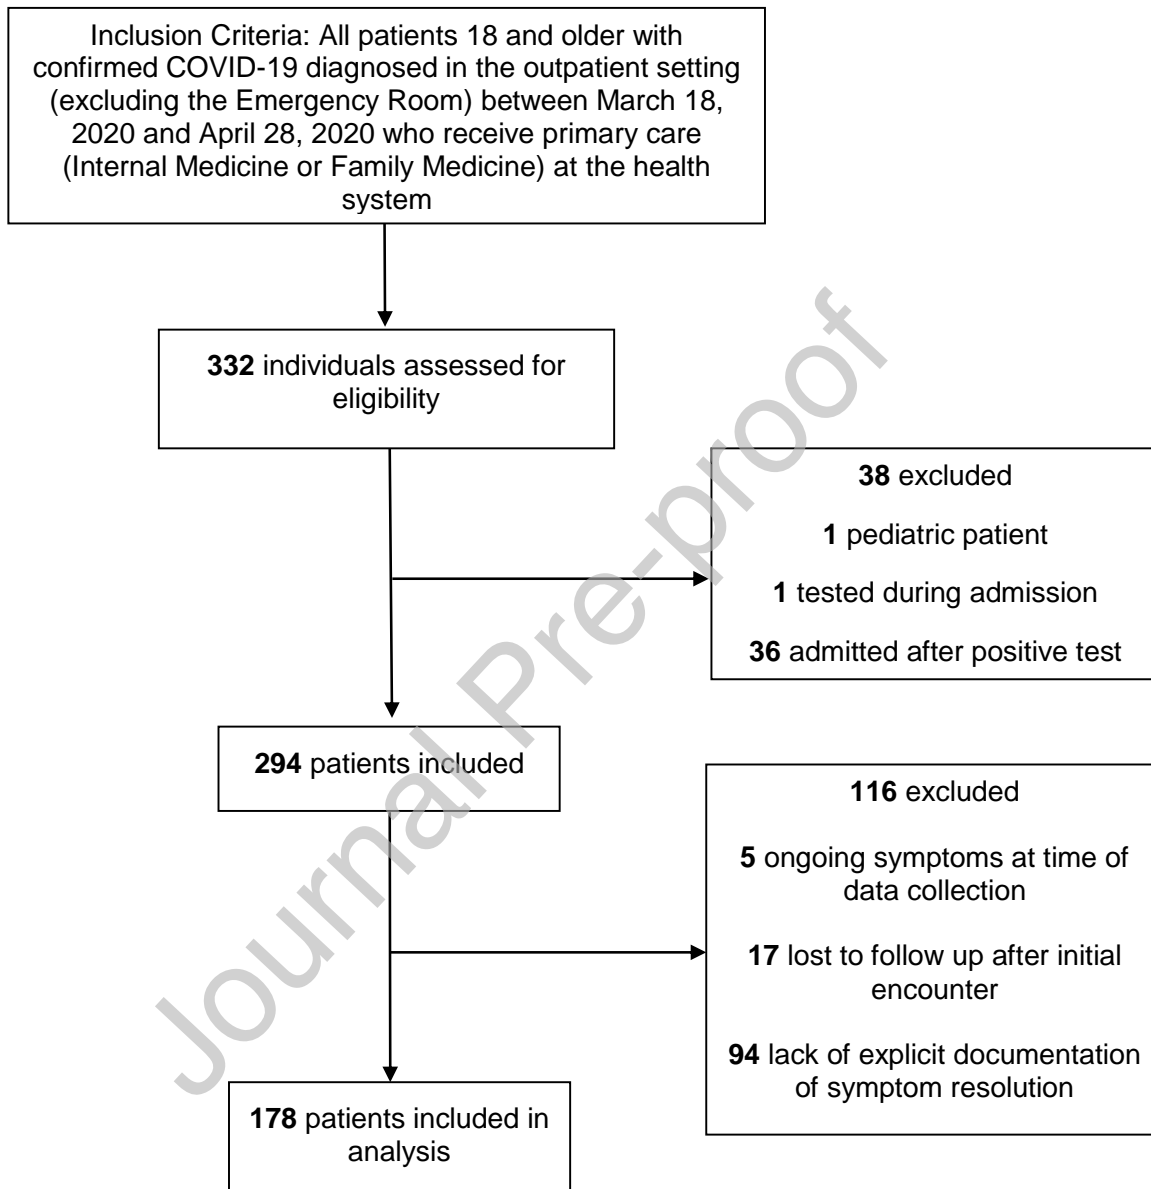 Inclusion Criteria: All patients 18 and older with
confirmed COVID-19 diagnosed in the outpatient setting
(excluding the Emergency Room) between March 18,
2020 and April 28, 2020 who receive primary care
(Internal Medicine or Family Medicine) at the health
system
332 individuals assessed for
eligibility
38 excluded
1 pediatric patient
1 tested during admission
36 admitted after positive test
294 patients included
116 excluded
5 ongoing symptoms at time of
data collection
17 lost to follow up after initial
encounter
94 lack of explicit documentation
of symptom resolution
178 patients included in
analysis
Journal Pre-proof